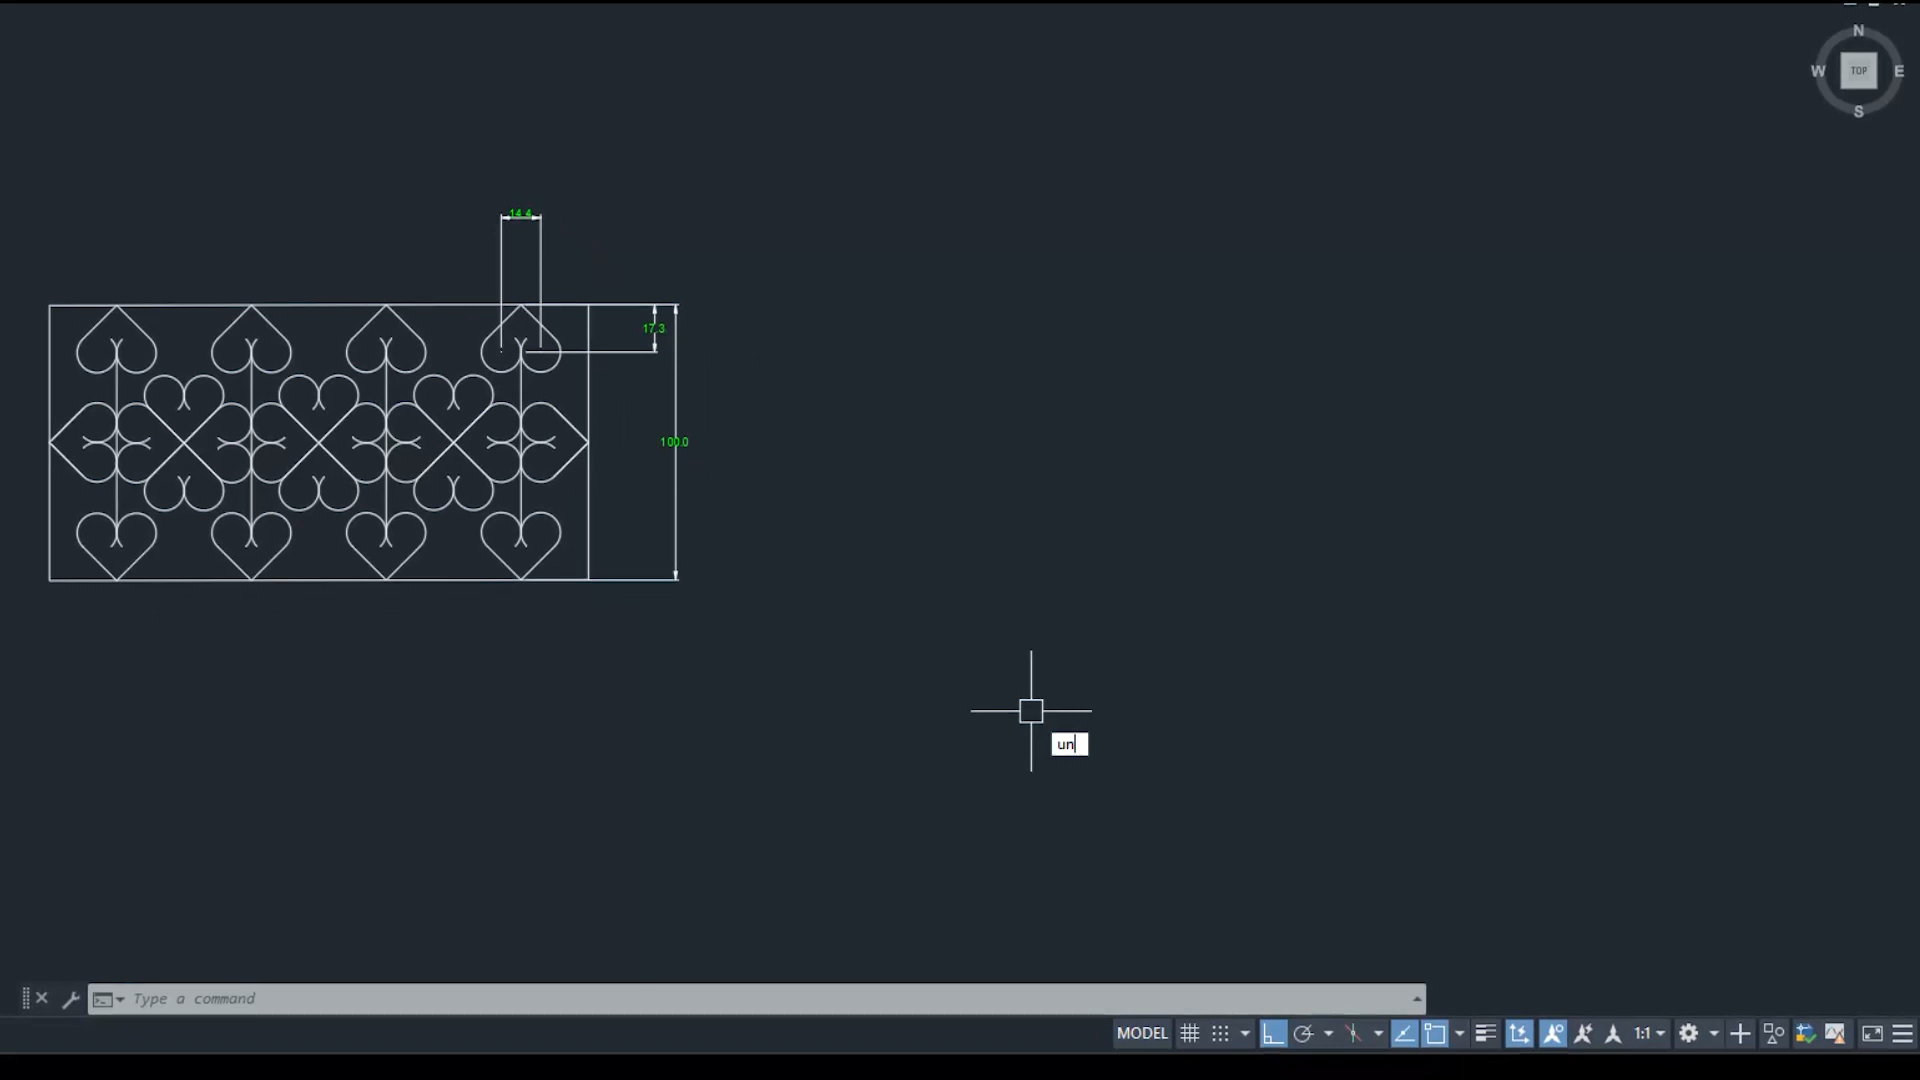 N
W TOP E
S
14.4
17.3
100.0
un
Type a command
MODEL 1:1